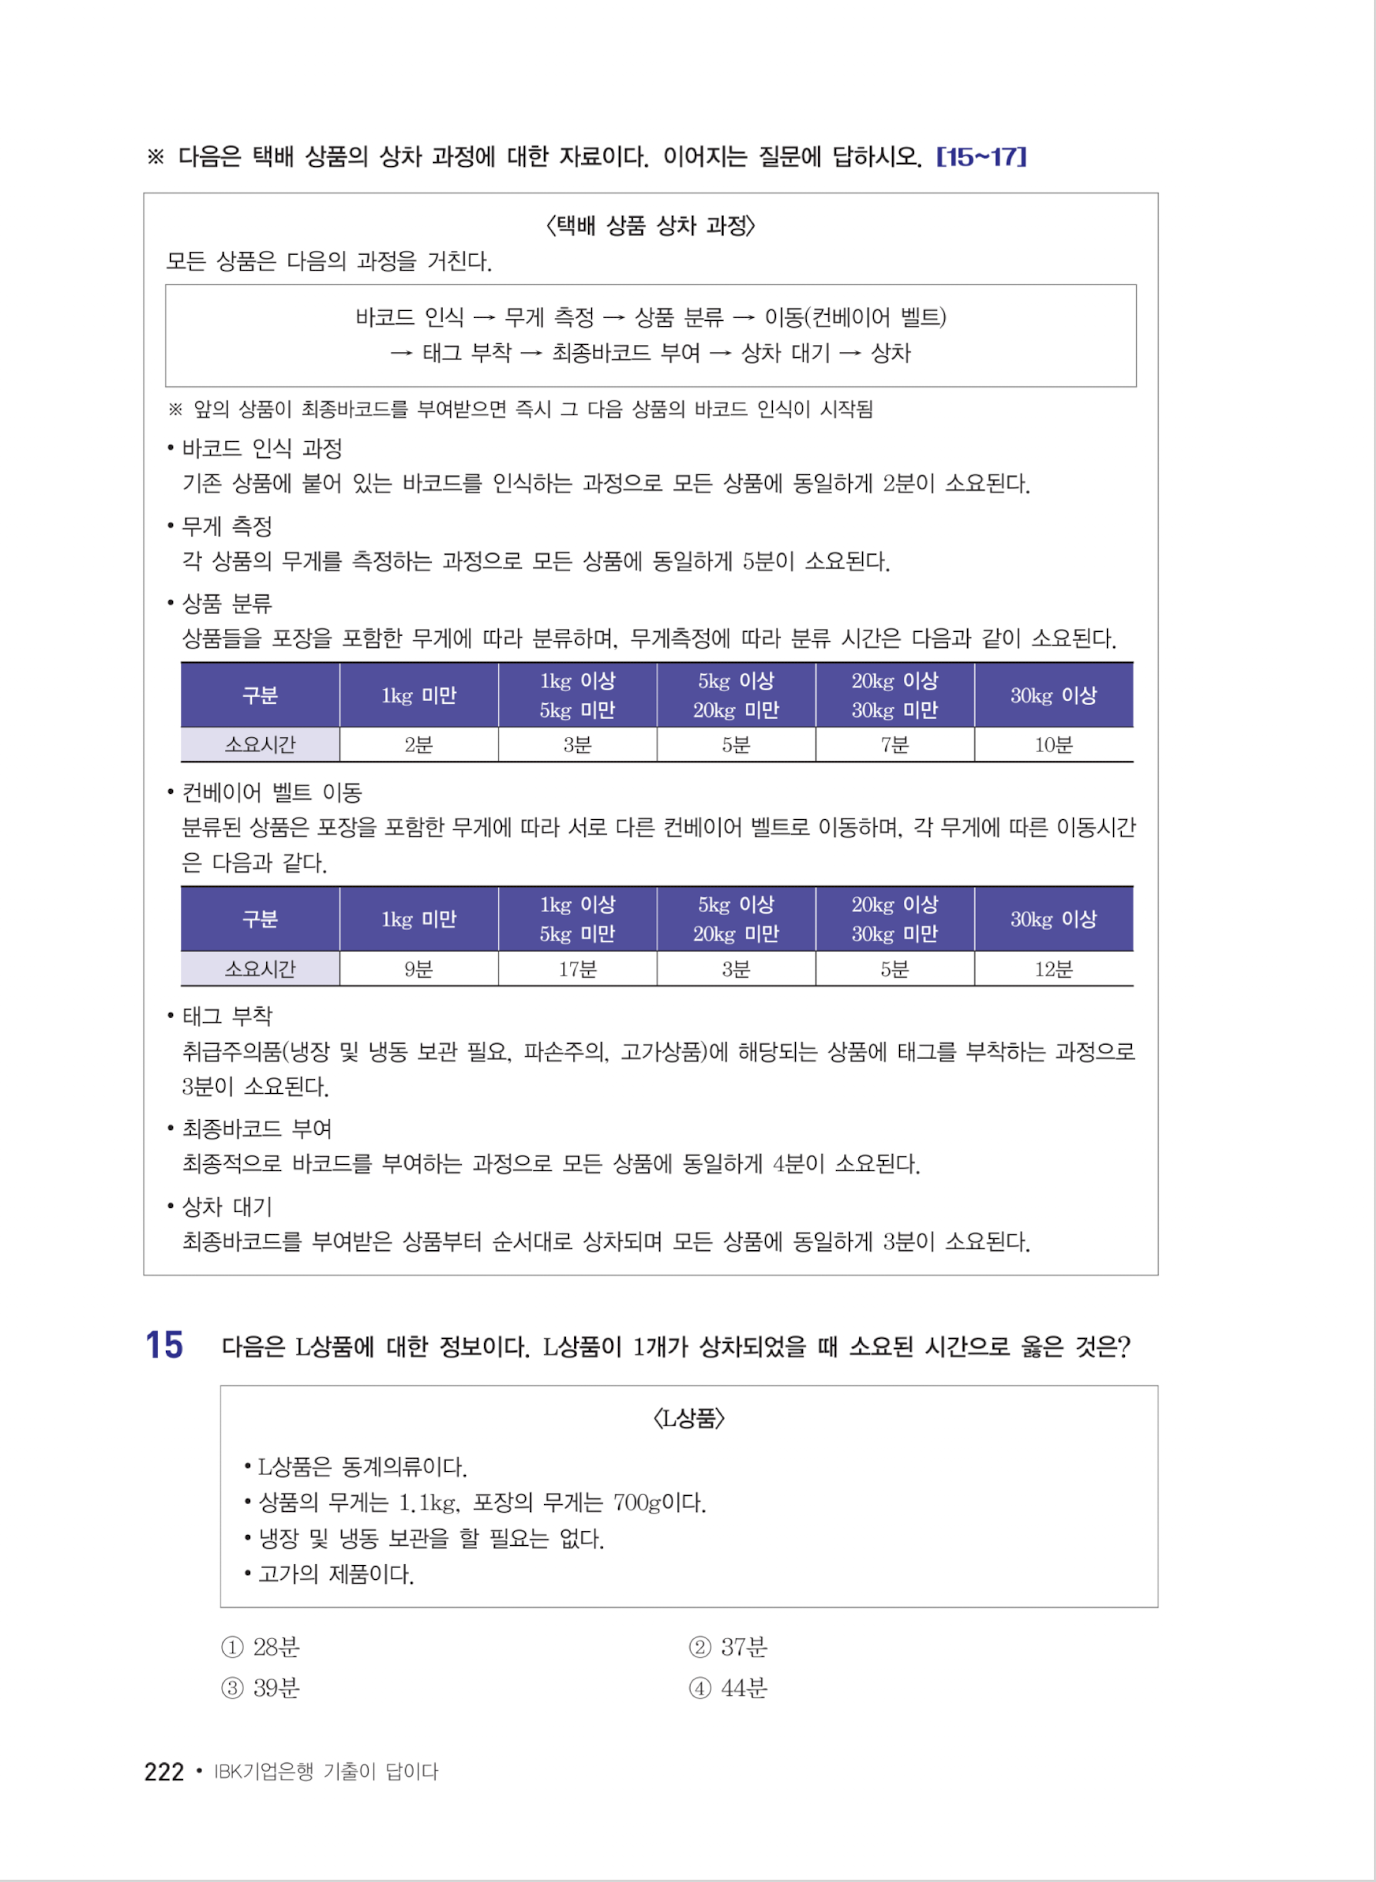 ※ 다음은 택배 상품의 상차 과정에 대한 자료이다. 이어지는 질문에 답하시오. [15~17]
〈택배 상품 상차 과정〉
모든 상품은 다음의 과정을 거친다.
바코드 인식 → 무게 측정 → 상품 분류 → 이동(컨베이어 벨트)
→ 태그 부착 → 최종바코드 부여 → 상차 대기 → 상차
※ 앞의 상품이 최종바코드를 부여받으면 즉시 그 다음 상품의 바코드 인식이 시작됨
• 바코드 인식 과정
기존 상품에 붙어 있는 바코드를 인식하는 과정으로 모든 상품에 동일하게 2분이 소요된다.
• 무게 측정
각 상품의 무게를 측정하는 과정으로 모든 상품에 동일하게 5분이 소요된다.
• 상품 분류
상품들을 포장을 포함한 무게에 따라 분류하며, 무게측정에 따라 분류 시간은 다음과 같이 소요된다.
구분 1kg 미만 1kg 이상 5kg 미만 5kg 이상 20kg 미만 20kg 이상 30kg 미만 30kg 이상
소요시간 2분 3분 5분 7분 10분
• 컨베이어 벨트 이동
분류된 상품은 포장을 포함한 무게에 따라 서로 다른 컨베이어 벨트로 이동하며, 각 무게에 따른 이동시간
은 다음과 같다.
구분 1kg 미만 1kg 이상 5kg 미만 5kg 이상 20kg 미만 20kg 이상 30kg 미만 30kg 이상
소요시간 9분 17분 3분 5분 12분
• 태그 부착
취급주의품(냉장 및 냉동 보관 필요, 파손주의, 고가상품)에 해당되는 상품에 태그를 부착하는 과정으로
3분이 소요된다.
• 최종바코드 부여
최종적으로 바코드를 부여하는 과정으로 모든 상품에 동일하게 4분이 소요된다.
• 상차 대기
최종바코드를 부여받은 상품부터 순서대로 상차되며 모든 상품에 동일하게 3분이 소요된다.
15 다음은 L상품에 대한 정보이다. L상품이 1개가 상차되었을 때 소요된 시간으로 옳은 것은?
〈L상품〉
• L상품은 동계의류이다.
• 상품의 무게는 1.1kg, 포장의 무게는 700g이다.
• 냉장 및 냉동 보관을 할 필요는 없다.
• 고가의 제품이다.
① 28분 ② 37분
③ 39분 ④ 44분
222 • IBK기업은행 기출이 답이다